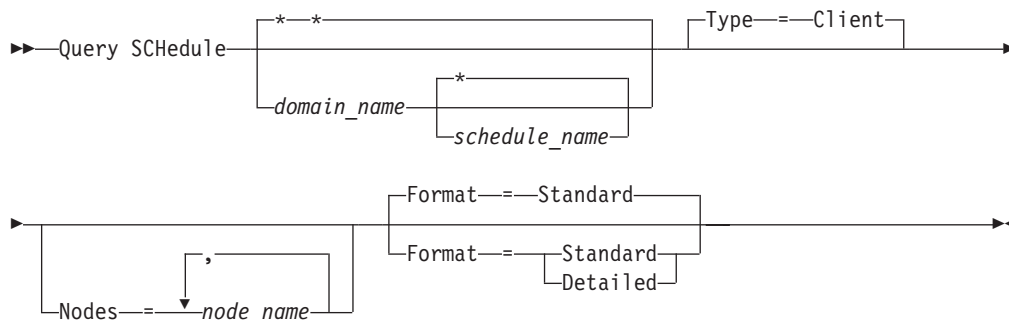 * *
Type = Client
Query SCHedule
*
domain_name
schedule_name
Format = Standard
,
Format = Standard
Detailed
Nodes = node name